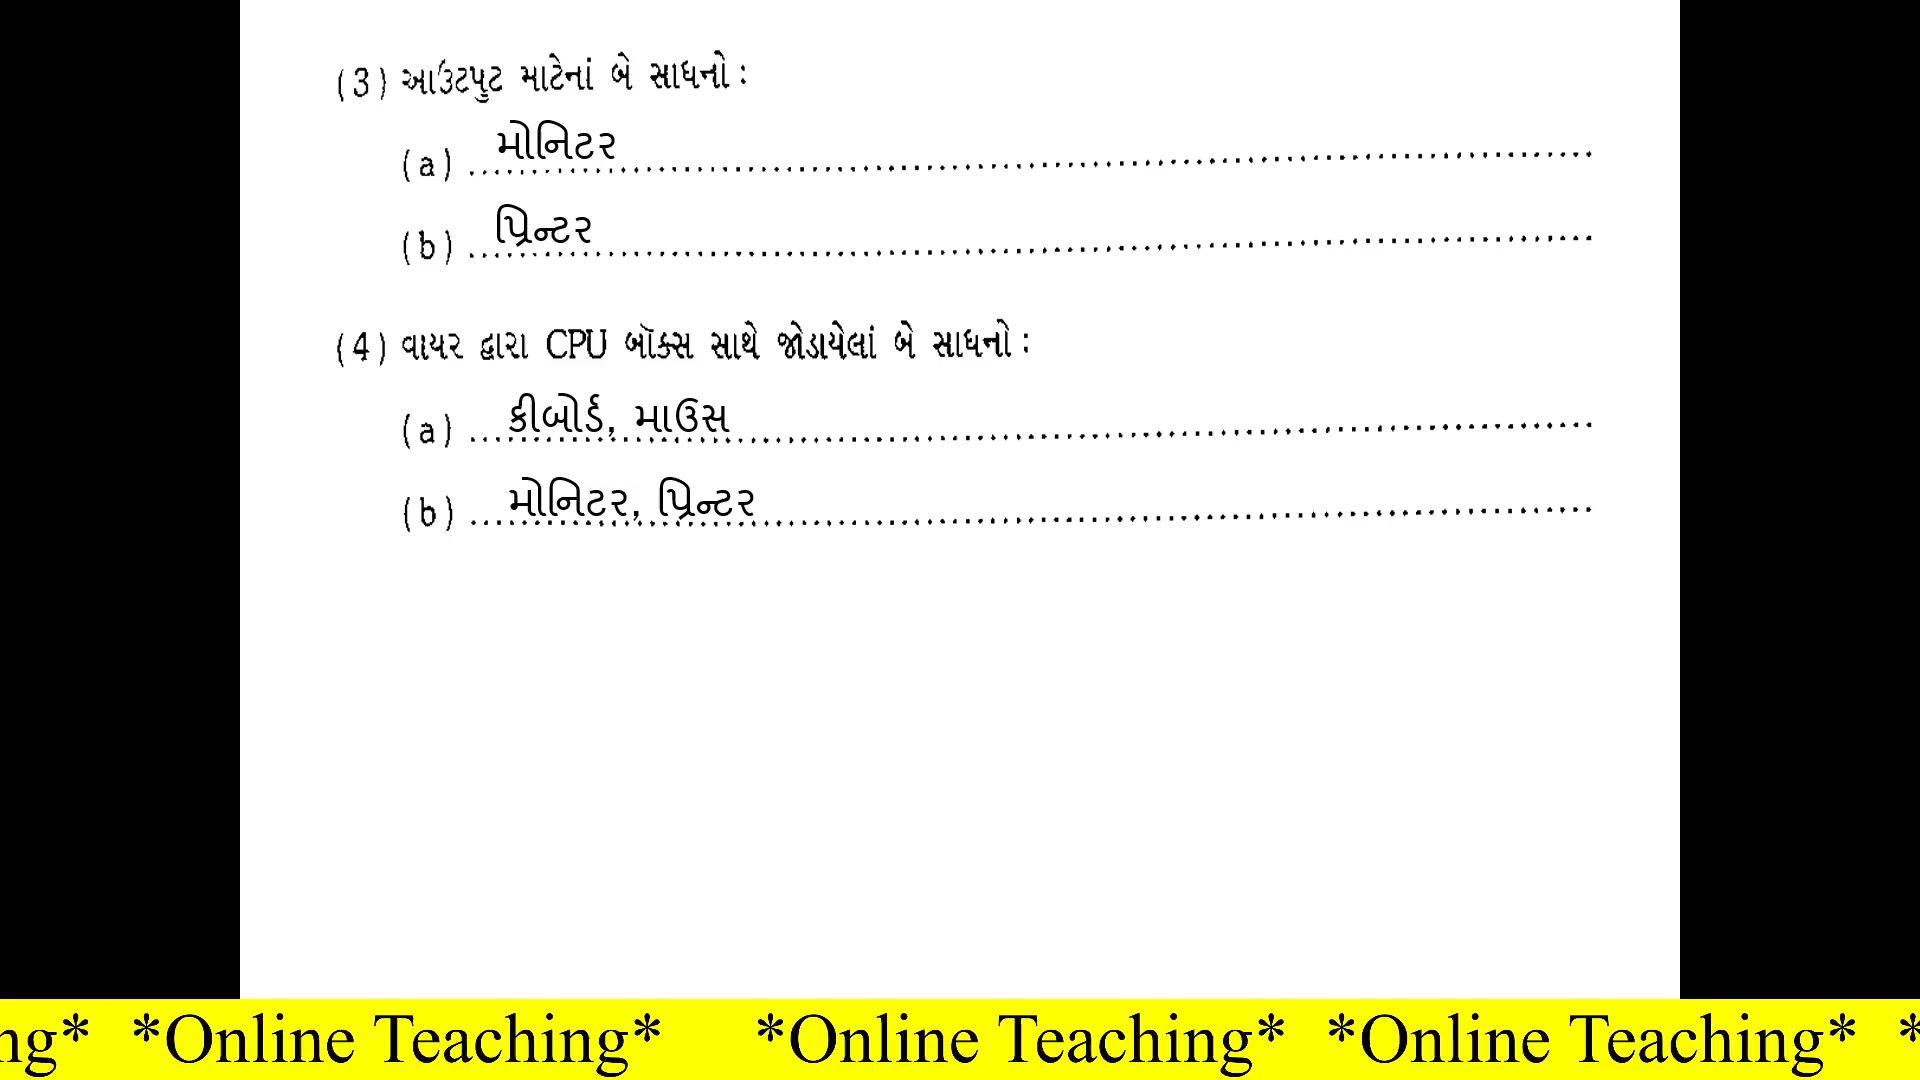 (3) આઉટપુટ માટેનાં બે સાધનો :
(a) મોનિટર
(b) પ્રિન્ટર
(4) વાયર દ્વારા CPU બૉક્સ સાથે જોડાયેલાં બે સાધનો :
(a) કીબોર્ડ, માઉસ
(b) મોનિટર, પ્રિન્ટર
ng* *Online Teaching* *Online Teaching* *Online Teaching* *